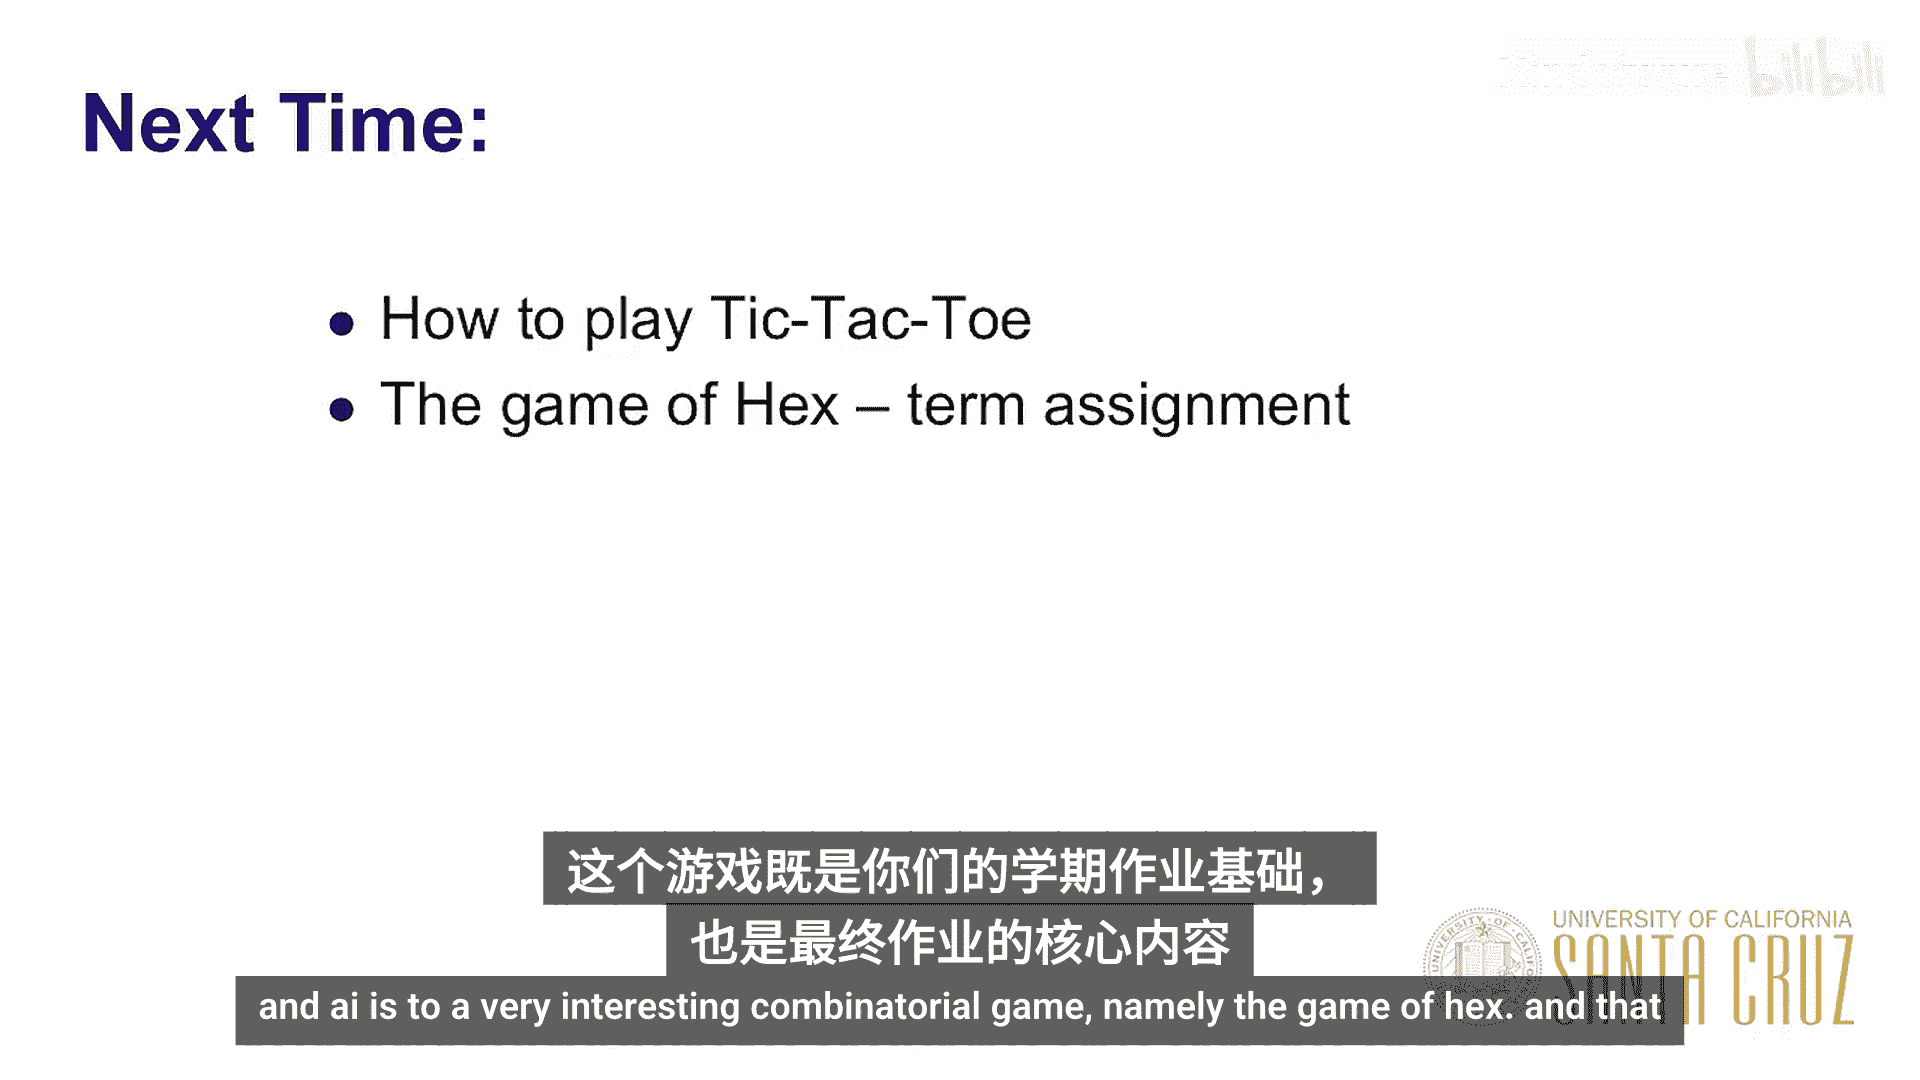 bilibili
Next Time:
How to play Tic-Tac-Toe
The game of Hex – term assignment
这个游戏既是你们的学期作业基础，
也是最终作业的核心内容
UNIVERSITY OF CALIFORNIA
SANTA CRUZ
and ai is to a very interesting combinatorial game, namely the game of hex. and that